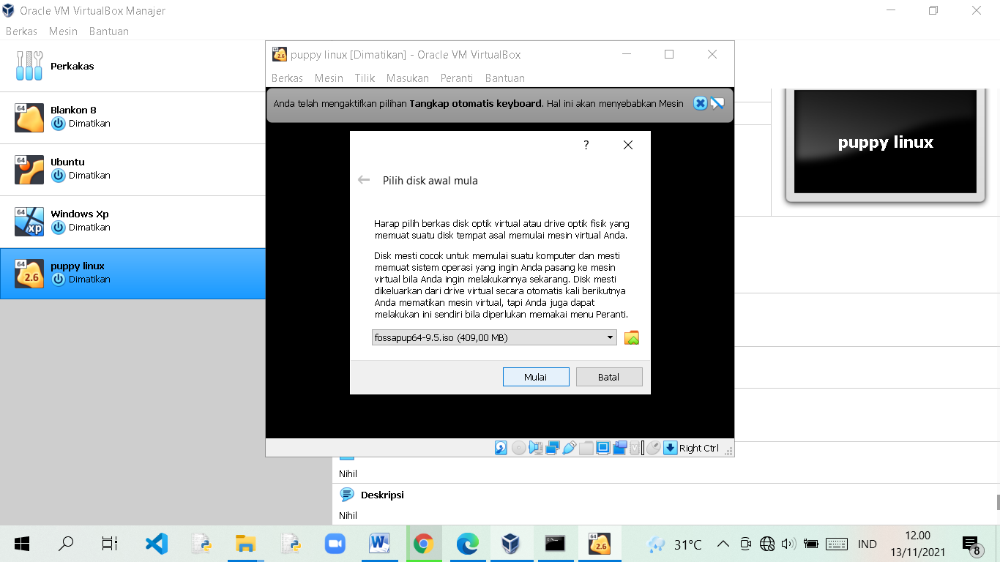 Oracle VM VirtualBox Manajer
Berkas Mesin Bantuan
Perkakas
64
Blankon 8
Dimatikan
64
Ubuntu
Dimatikan
64
xp
Windows Xp
Dimatikan
64
2.6
puppy linux
Dimatikan
64
2.6
puppy linux [Dimatikan] - Oracle VM VirtualBox
Berkas Mesin Tilik Masukan Peranti Bantuan
Anda telah mengaktifkan pilihan Tangkap otomatis keyboard. Hal ini akan menyebabkan Mesin
?
Pilih disk awal mula
Harap pilih berkas disk optik virtual atau drive optik fisik yang
memuat suatu disk tempat asal memulai mesin virtual Anda.
Disk mesti cocok untuk memulai suatu komputer dan mesti
memuat sistem operasi yang ingin Anda pasang ke mesin
virtual bila Anda ingin melakukannya sekarang. Disk mesti
dikeluarkan dari drive virtual secara otomatis kali berikutnya
Anda mematikan mesin virtual, tapi Anda juga dapat
melakukan ini sendiri bila diperlukan memakai menu Peranti.
fossapup64-9.5.iso (409,00 MB)
Mulai Batal
Right Ctrl
puppy linux
Nihil
Deskripsi
Nihil
64
2.6
31°C
IND
12.00
13/11/2021
8